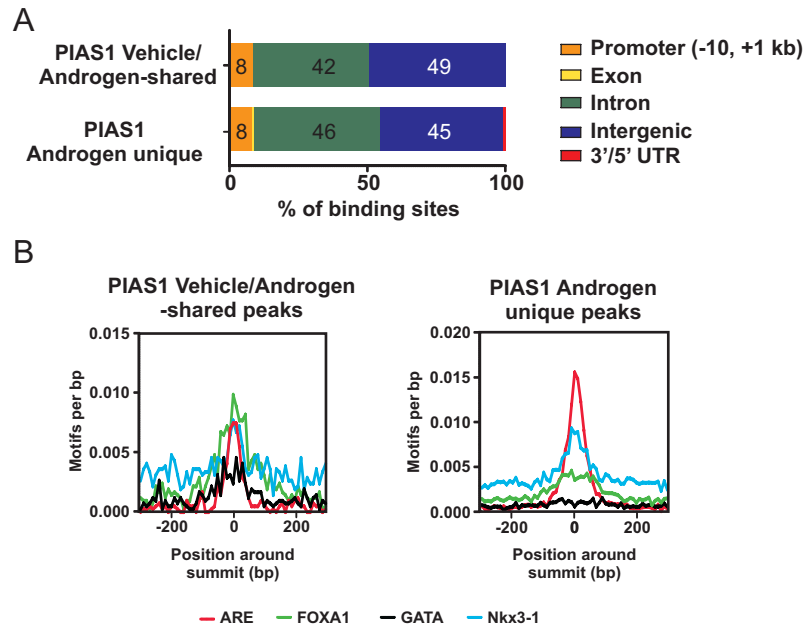 A
PIAS1 Vehicle/
Androgen-shared
8
42
49
PIAS1
Androgen unique
8
46
45
0
50
100
% of binding sites
Promoter (-10, +1 kb)
Exon
Intron
Intergenic
3'/5' UTR
B
PIAS1 Vehicle/Androgen
-shared peaks
Motifs per bp
0.015
0.010
0.005
0.000
-200
0
200
Position around
summit (bp)
PIAS1 Androgen
unique peaks
Motifs per bp
0.020
0.015
0.010
0.005
0.000
-200
0
200
Position around
summit (bp)
ARE FOXA1 GATA Nkx3-1